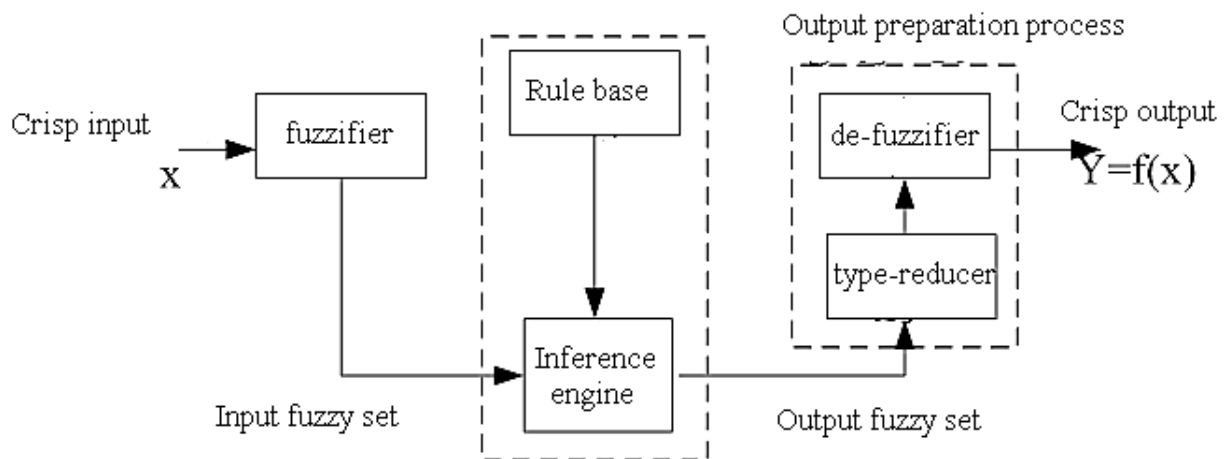 Output preparation process
Crisp input
x
fuzzifier
Rule base
de-fuzzifier
Crisp output
Y=f(x)
type-reducer
Inference
engine
Input fuzzy set
Output fuzzy set